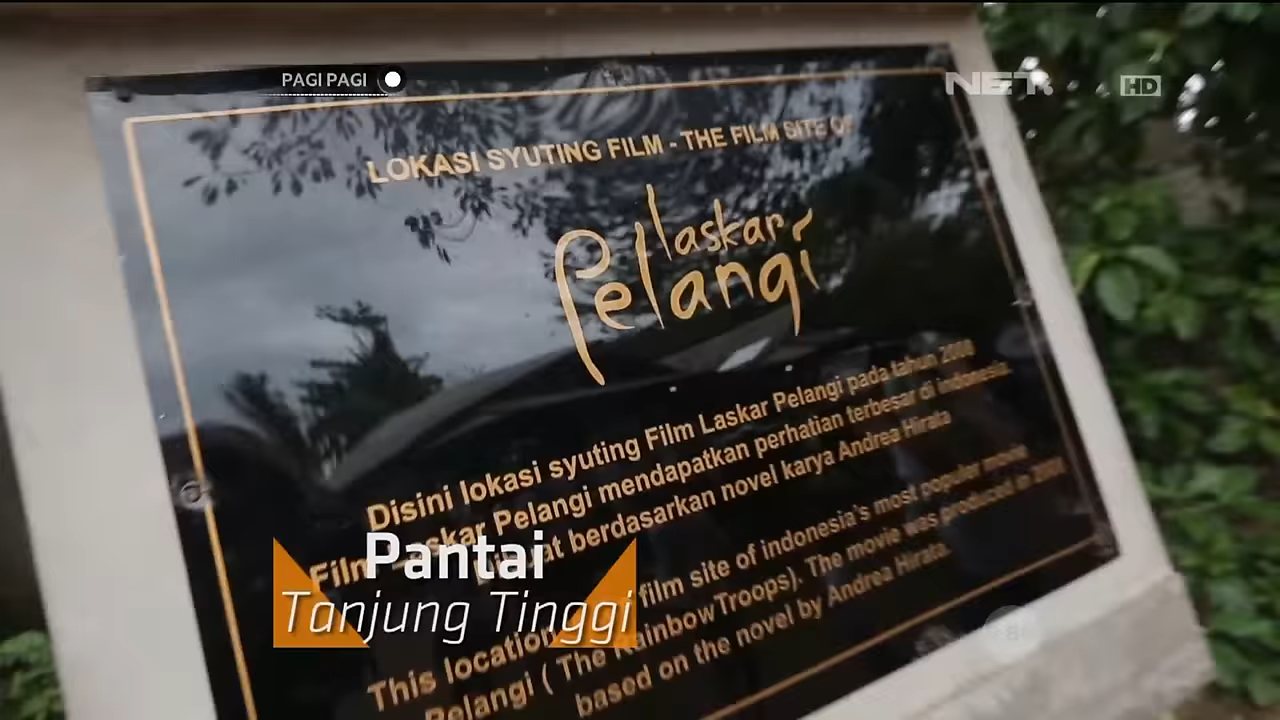 PAGI PAGI
NET.
HD
LOKASI SYUTING FILM - THE FILM SITE OF
laskar
Pelangi
Disini lokasi syuting Film Laskar Pelangi pada tahun 2008
Film Laskar Pelangi mendapatkan perhatian terbesar di indonesia.
berdasarkan novel karya Andrea Hirata
This location film site of indonesia's most popular movie
Pelangi ( The Rainbow Troops). The movie was produced in 2008
based on the novel by Andrea Hirata.
Pantai
Tanjung Tinggi